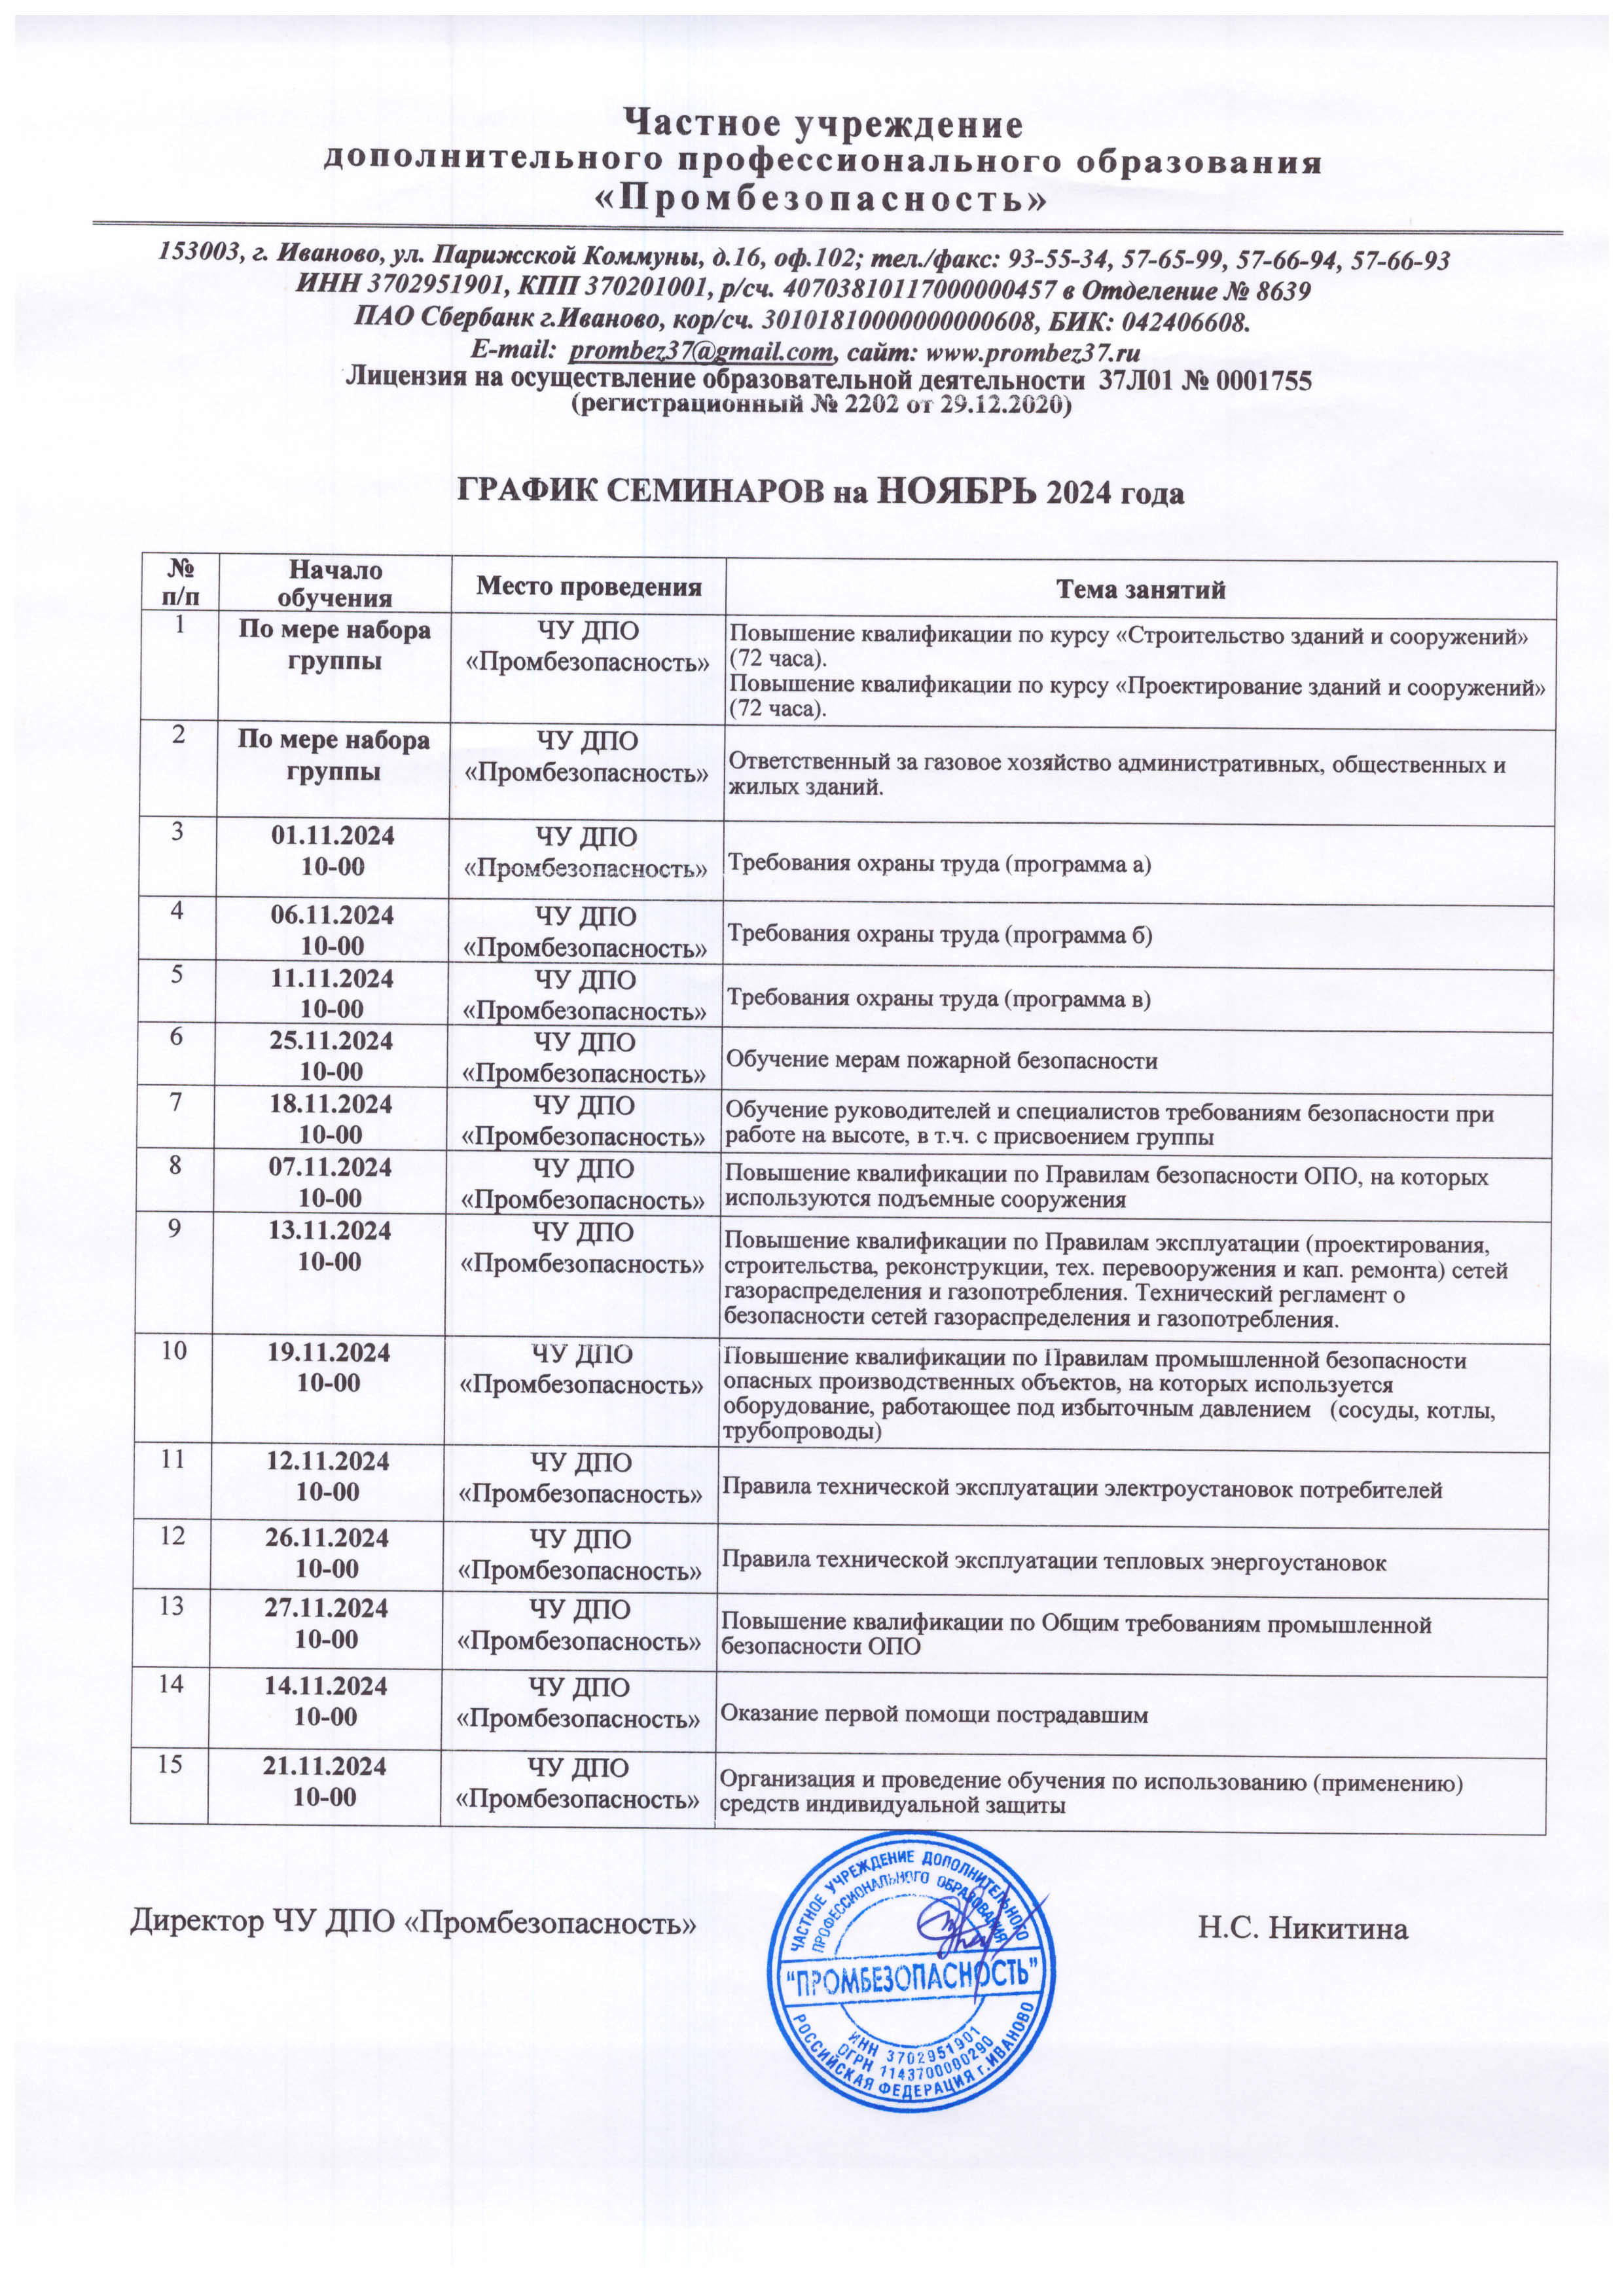 Частное учреждение
дополнительного профессионального образования
«Промбезопасность»
153003, г. Иваново, ул. Парижской Коммуны, д.16, оф.102; тел./факс: 93-55-34, 57-65-99, 57-66-94, 57-66-93
ИНН 3702951901, КПП 370201001, р/сч. 40703810117000000457 в Отделение № 8639
ПАО Сбербанк г.Иваново, кор/сч. 30101810000000000608, БИК: 042406608.
E-mail: prombez37@gmail.com, сайт: www.prombez37.ru
Лицензия на осуществление образовательной деятельности 37Л01 № 0001755
(регистрационный № 2202 от 29.12.2020)
ГРАФИК СЕМИНАРОВ на НОЯБРЬ 2024 года
№
п/п
Начало
обучения
Место проведения
Тема занятий
1
По мере набора
группы
ЧУ ДПО
«Промбезопасность»
Повышение квалификации по курсу «Строительство зданий и сооружений»
(72 часа).
Повышение квалификации по курсу «Проектирование зданий и сооружений»
(72 часа).
2
По мере набора
группы
ЧУ ДПО
«Промбезопасность»
Ответственный за газовое хозяйство административных, общественных и
жилых зданий.
3
01.11.2024
10-00
ЧУ ДПО
«Промбезопасность»
Требования охраны труда (программа а)
4
06.11.2024
10-00
ЧУ ДПО
«Промбезопасность»
Требования охраны труда (программа б)
5
11.11.2024
10-00
ЧУ ДПО
«Промбезопасность»
Требования охраны труда (программа в)
6
25.11.2024
10-00
ЧУ ДПО
«Промбезопасность»
Обучение мерам пожарной безопасности
7
18.11.2024
10-00
ЧУ ДПО
«Промбезопасность»
Обучение руководителей и специалистов требованиям безопасности при
работе на высоте, в т.ч. с присвоением группы
8
07.11.2024
10-00
ЧУ ДПО
«Промбезопасность»
Повышение квалификации по Правилам безопасности ОПО, на которых
используются подъемные сооружения
9
13.11.2024
10-00
ЧУ ДПО
«Промбезопасность»
Повышение квалификации по Правилам эксплуатации (проектирования,
строительства, реконструкции, тех. перевооружения и кап. ремонта) сетей
газораспределения и газопотребления. Технический регламент о
безопасности сетей газораспределения и газопотребления.
10
19.11.2024
10-00
ЧУ ДПО
«Промбезопасность»
Повышение квалификации по Правилам промышленной безопасности
опасных производственных объектов, на которых используется
оборудование, работающее под избыточным давлением (сосуды, котлы,
трубопроводы)
11
12.11.2024
10-00
ЧУ ДПО
«Промбезопасность»
Правила технической эксплуатации электроустановок потребителей
12
26.11.2024
10-00
ЧУ ДПО
«Промбезопасность»
Правила технической эксплуатации тепловых энергоустановок
13
27.11.2024
10-00
ЧУ ДПО
«Промбезопасность»
Повышение квалификации по Общим требованиям промышленной
безопасности ОПО
14
14.11.2024
10-00
ЧУ ДПО
«Промбезопасность»
Оказание первой помощи пострадавшим
15
21.11.2024
10-00
ЧУ ДПО
«Промбезопасность»
Организация и проведение обучения по использованию (применению)
средств индивидуальной защиты
Директор ЧУ ДПО «Промбезопасность»
Н.С. Никитина
ЧАСТНОЕ УЧРЕЖДЕНИЕ ДОПОЛНИТЕЛЬНОГО
ПРОФЕССИОНАЛЬНОГО ОБРАЗОВАНИЯ
"ПРОМБЕЗОПАСНОСТЬ"
ИНН 3702951901
ОГРН 1143700000290
РОССИЙСКАЯ ФЕДЕРАЦИЯ г.ИВАНОВО